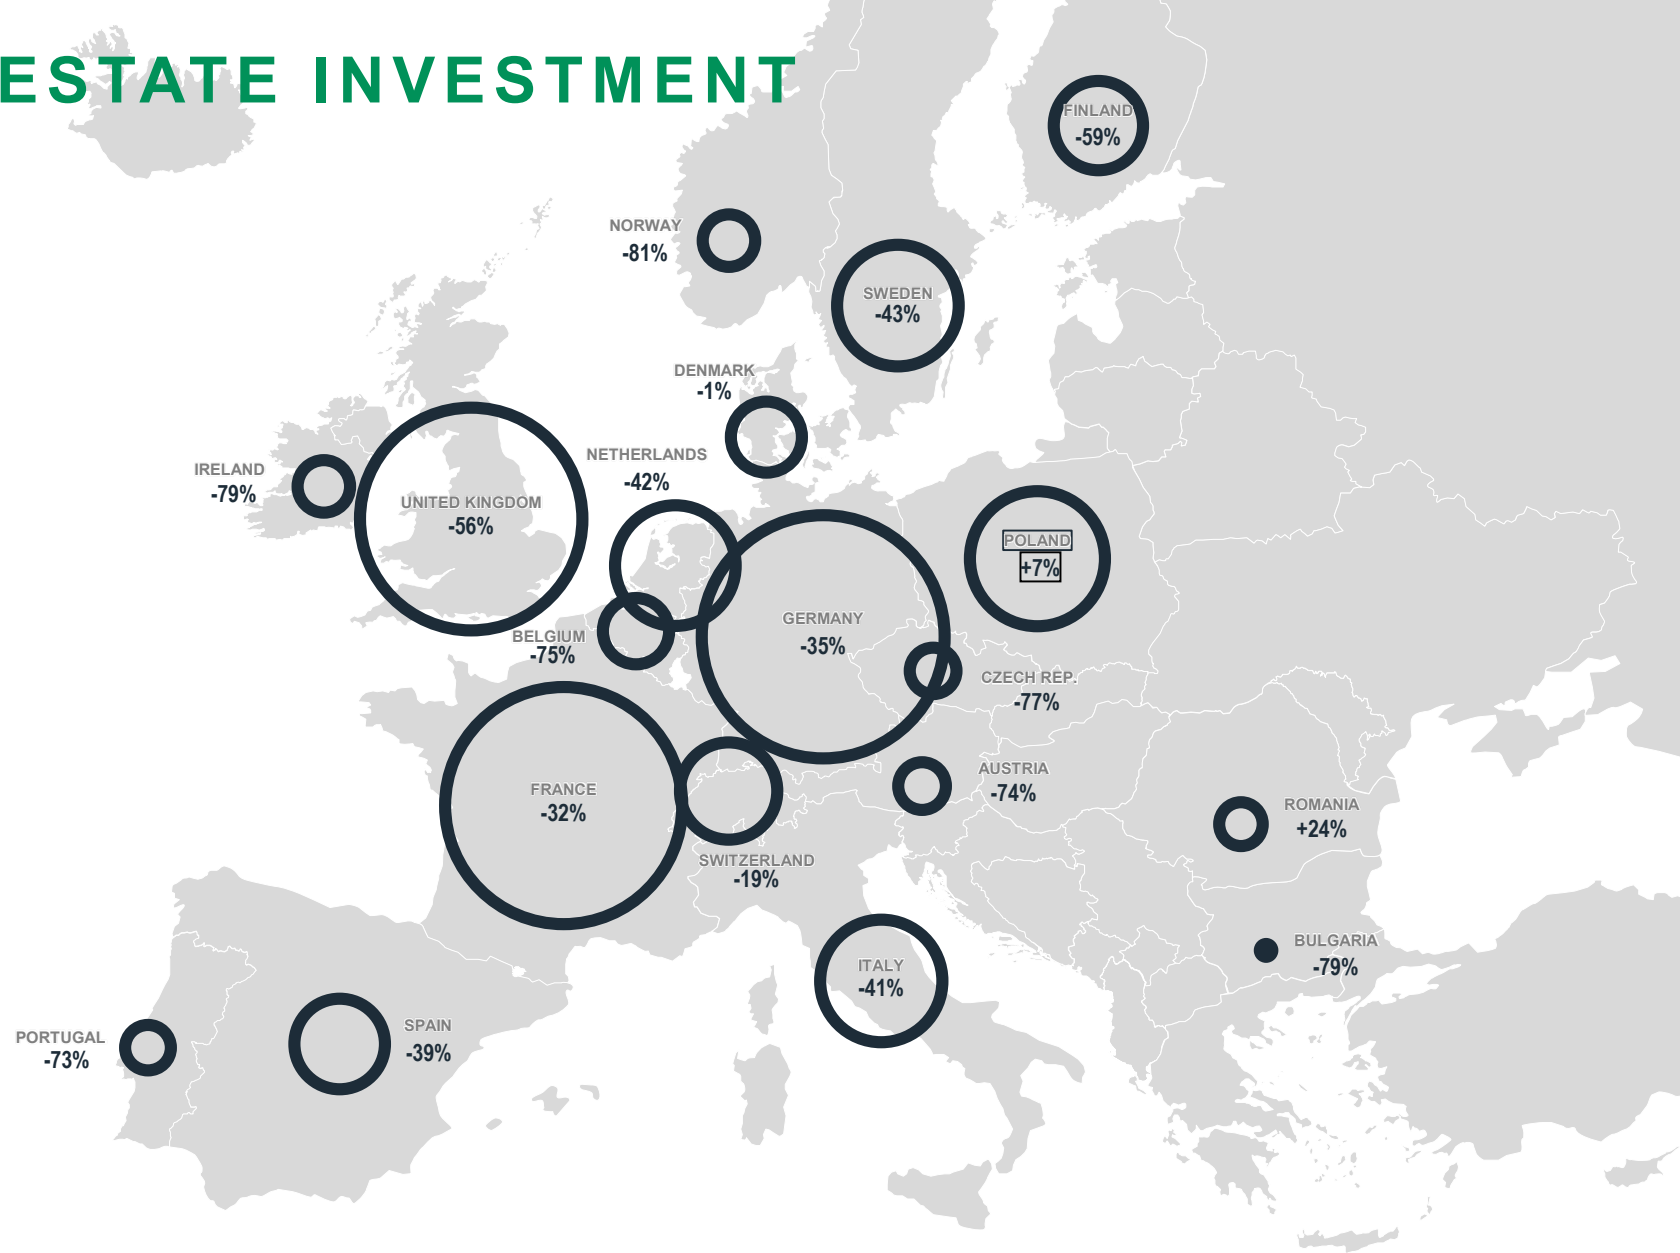 ESTATE INVESTMENT
FINLAND
-59%
NORWAY
-81%
SWEDEN
-43%
DENMARK
-1%
NETHERLANDS
-42%
IRELAND
-79%
UNITED KINGDOM
-56%
POLAND
+7%
GERMANY
-35%
BELGIUM
-75%
CZECH REP.
-77%
AUSTRIA
-74%
FRANCE
-32%
ROMANIA
+24%
SWITZERLAND
-19%
BULGARIA
-79%
ITALY
-41%
SPAIN
-39%
PORTUGAL
-73%